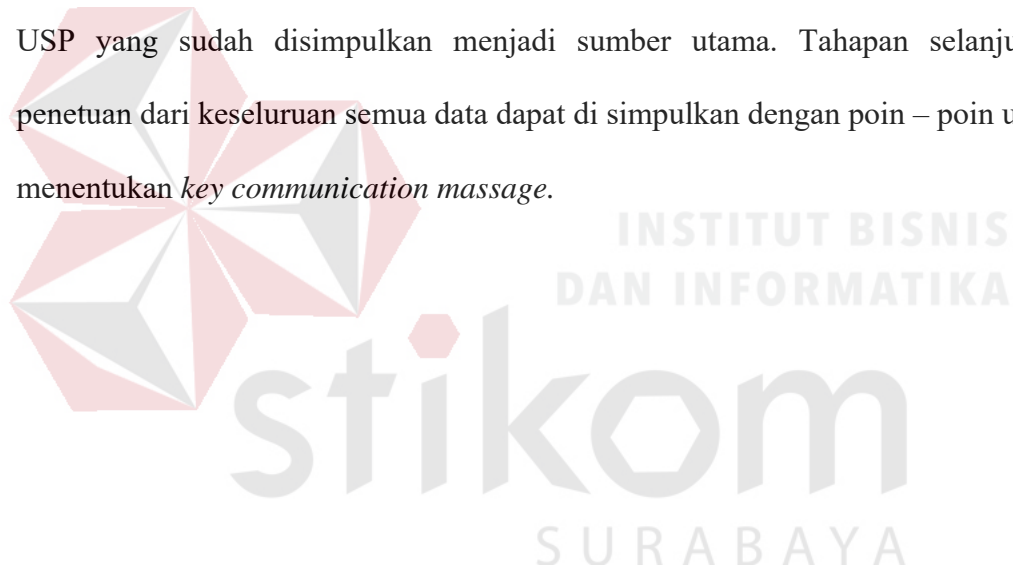 USP yang sudah disimpulkan menjadi sumber utama. Tahapan selanju
penetuan dari keseluruan semua data dapat di simpulkan dengan poin – poin u
menentukan key communication massage.
INSTITUT BISNIS
DAN INFORMATIKA
stikom
SURABAYA